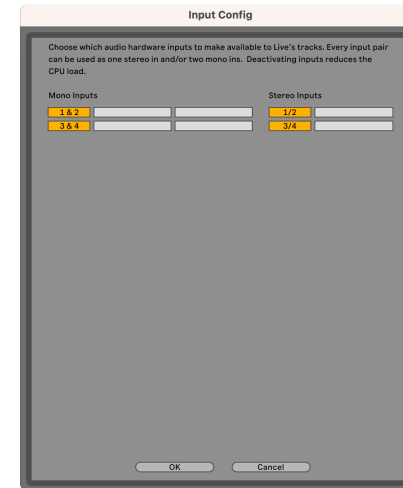 Input Config
Choose which audio hardware inputs to make available to Live's tracks. Every input pair
can be used as one stereo in and/or two mono ins. Deactivating inputs reduces the
CPU load.
Mono Inputs Stereo Inputs
1 & 2 1/2
3 & 4 3/4
OK Cancel